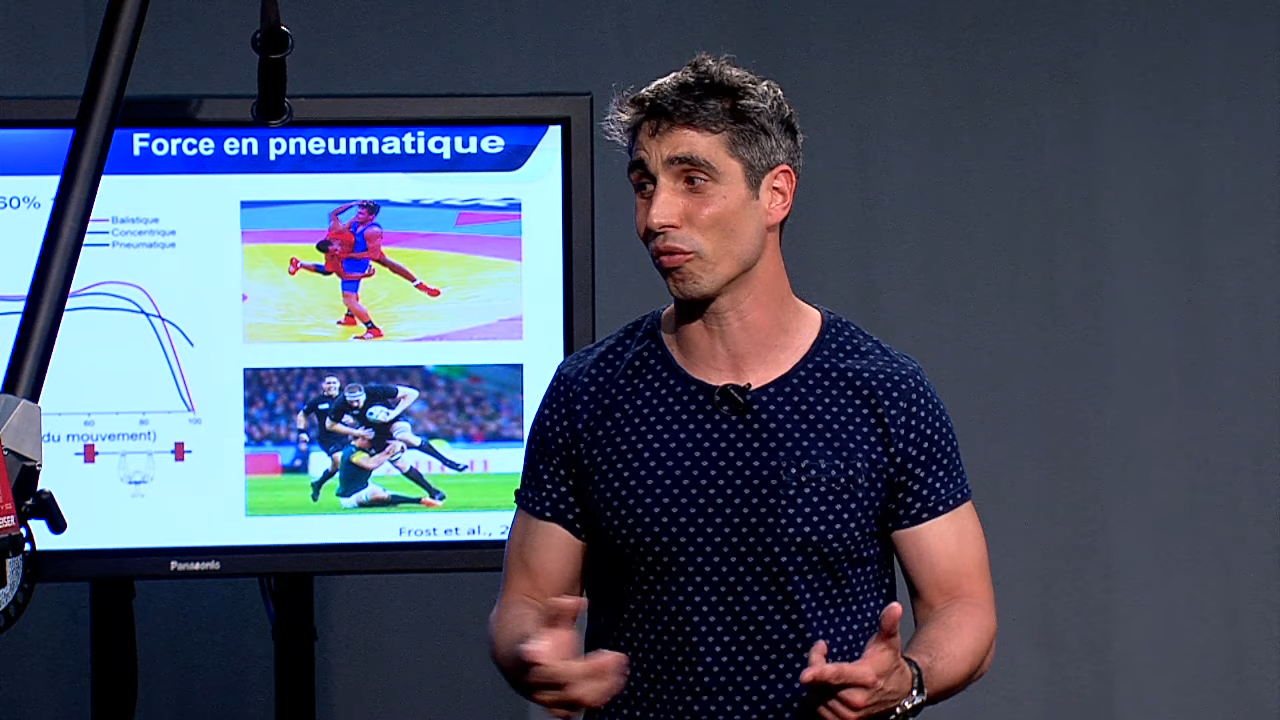 Force en pneumatique
60%
Balistique
Concentrique
Pneumatique
60 80 100
du mouvement)
Frost et al., 2
Panasonic